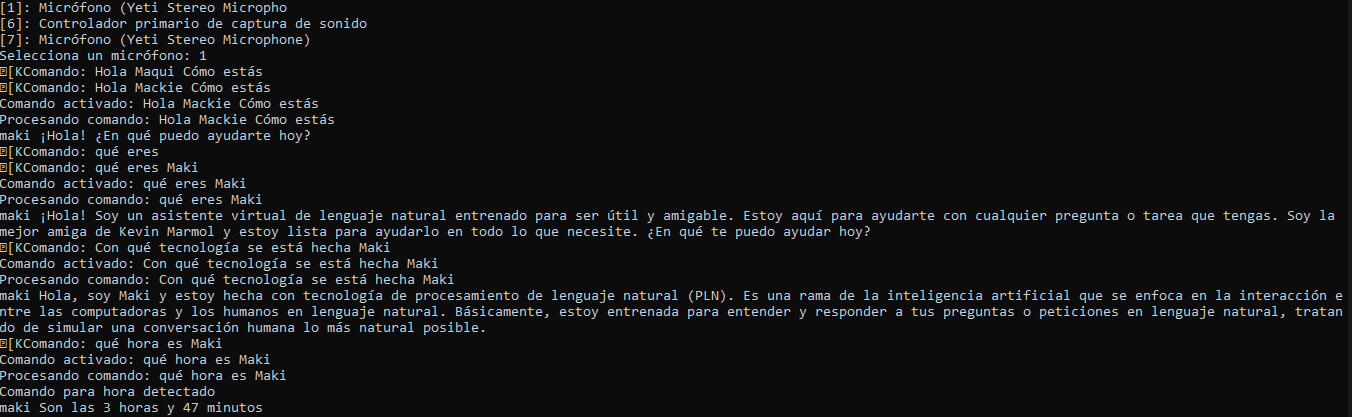 [1]: Micrófono (Yeti Stereo Micropho
[6]: Controlador primario de captura de sonido
[7]: Micrófono (Yeti Stereo Microphone)
Selecciona un micrófono: 1
[KComando: Hola Maqui Cómo estás
[KComando: Hola Mackie Cómo estás
Comando activado: Hola Mackie Cómo estás
Procesando comando: Hola Mackie Cómo estás
maki ¡Hola! ¿En qué puedo ayudarte hoy?
[KComando: qué eres
[KComando: qué eres Maki
Comando activado: qué eres Maki
Procesando comando: qué eres Maki
maki ¡Hola! Soy un asistente virtual de lenguaje natural entrenado para ser útil y amigable. Estoy aquí para ayudarte con cualquier pregunta o tarea que tengas. Soy la
mejor amiga de Kevin Marmol y estoy lista para ayudarlo en todo lo que necesite. ¿En qué te puedo ayudar hoy?
[KComando: Con qué tecnología se está hecha Maki
Comando activado: Con qué tecnología se está hecha Maki
Procesando comando: Con qué tecnología se está hecha Maki
maki Hola, soy Maki y estoy hecha con tecnología de procesamiento de lenguaje natural (PLN). Es una rama de la inteligencia artificial que se enfoca en la interacción e
ntre las computadoras y los humanos en lenguaje natural. Básicamente, estoy entrenada para entender y responder a tus preguntas o peticiones en lenguaje natural, tratan
do de simular una conversación humana lo más natural posible.
[KComando: qué hora es Maki
Comando activado: qué hora es Maki
Procesando comando: qué hora es Maki
Comando para hora detectado
maki Son las 3 horas y 47 minutos